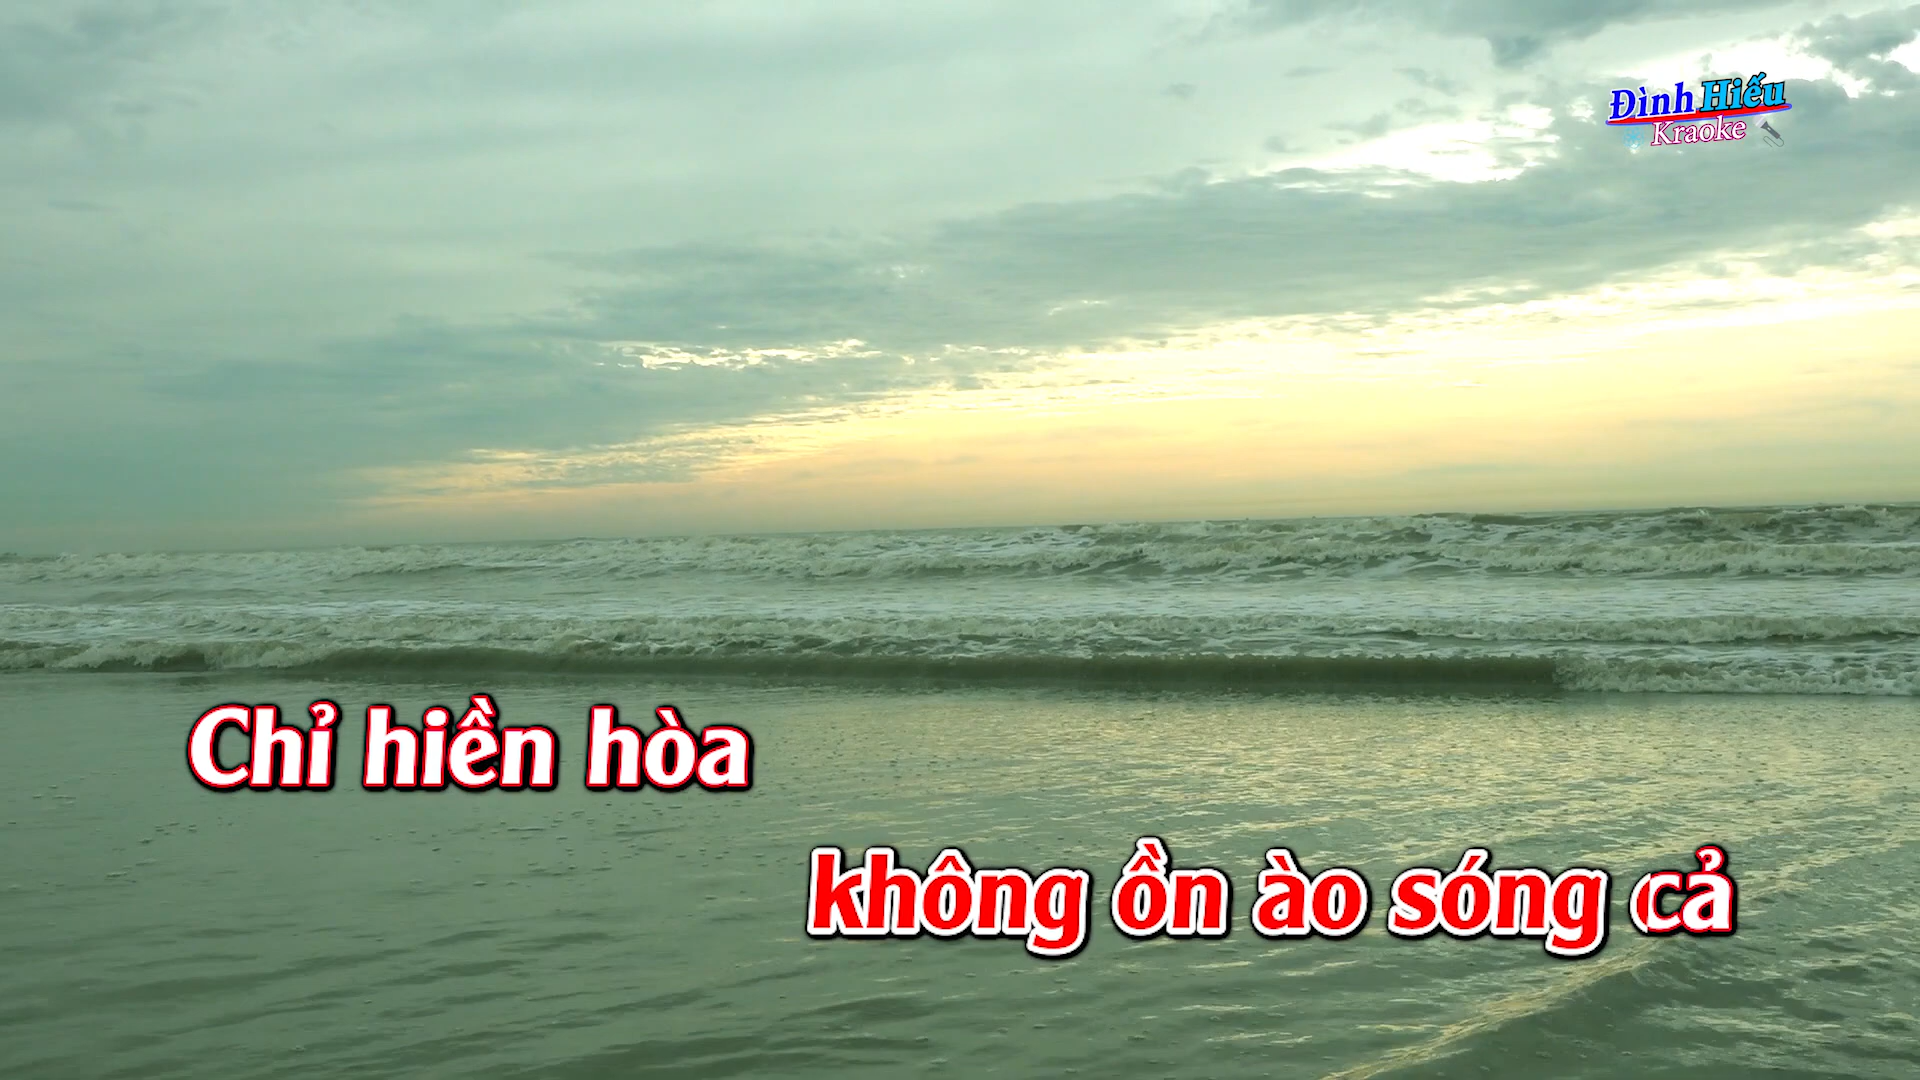 Đình Hiếu
Kraoke
Chỉ hiền hòa
không ồn ào sóng cả